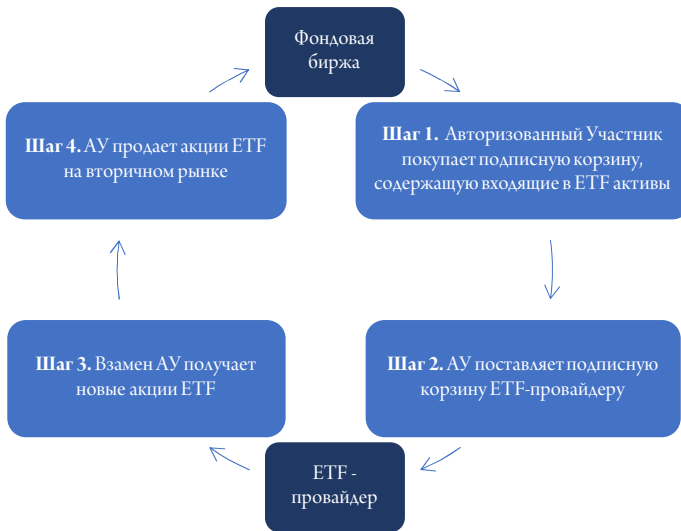 Фондовая
биржа
Шаг 1. Авторизованный Участник
покупает подписную корзину,
содержащую входящие в ETF активы
Шаг 2. АУ поставляет подписную
корзину ETF-провайдеру
ETF -
провайдер
Шаг 3. Взамен АУ получает
новые акции ETF
Шаг 4. АУ продает акции ETF
на вторичном рынке